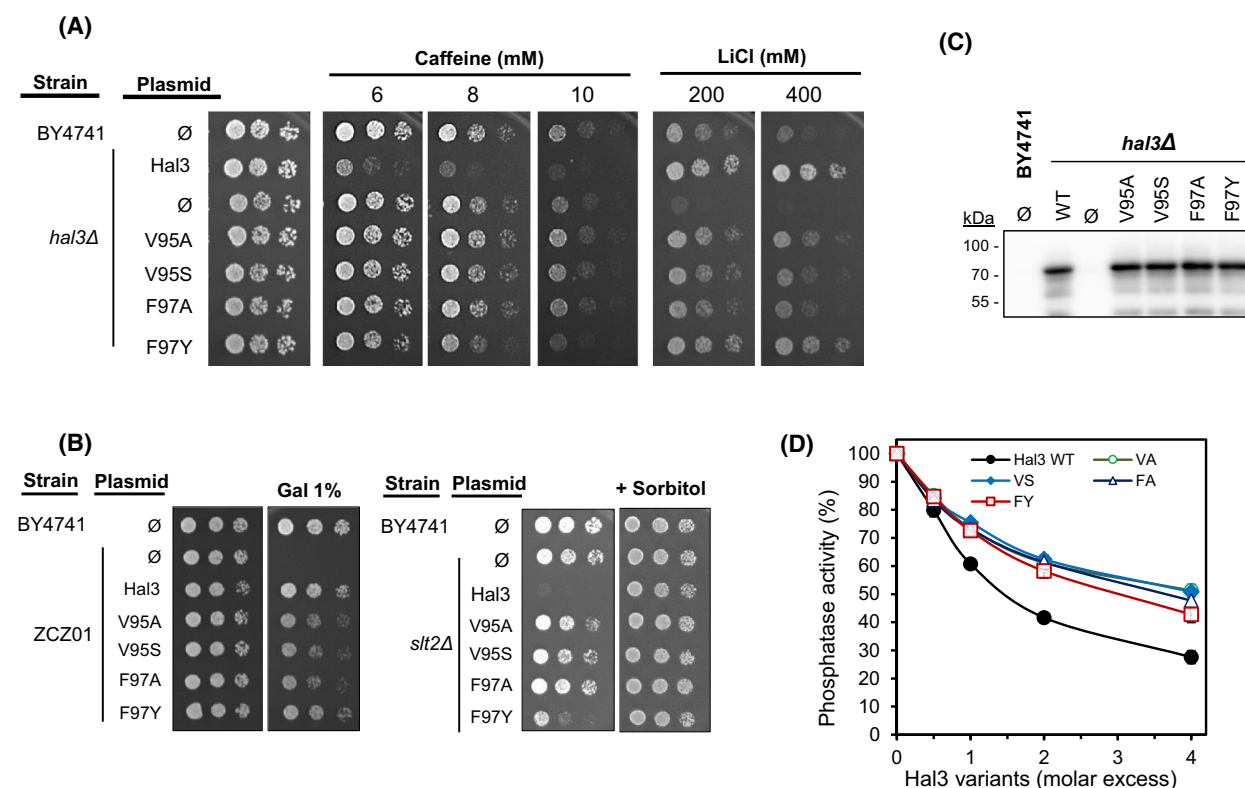 (A)
Caffeine (mM)
LiCl (mM)
Strain Plasmid
6 8 10 200 400
BY4741 Ø
Hal3
Ø
hal3Δ
V95A
V95S
F97A
F97Y
(C)
BY4741
hal3Δ
Ø WT Ø V95A V95S F97A F97Y
kDa
100 -
70 -
55 -
(B)
Strain Plasmid
Gal 1%
BY4741 Ø
Ø
Hal3
ZCZ01
V95A
V95S
F97A
F97Y
Strain Plasmid
+ Sorbitol
BY4741 Ø
Ø
Hal3
slt2Δ
V95A
V95S
F97A
F97Y
(D)
Phosphatase activity (%)
100
90
80
70
60
50
40
30
20
10
0
Hal3 WT VA
VS FA
FY
0 1 2 3 4
Hal3 variants (molar excess)